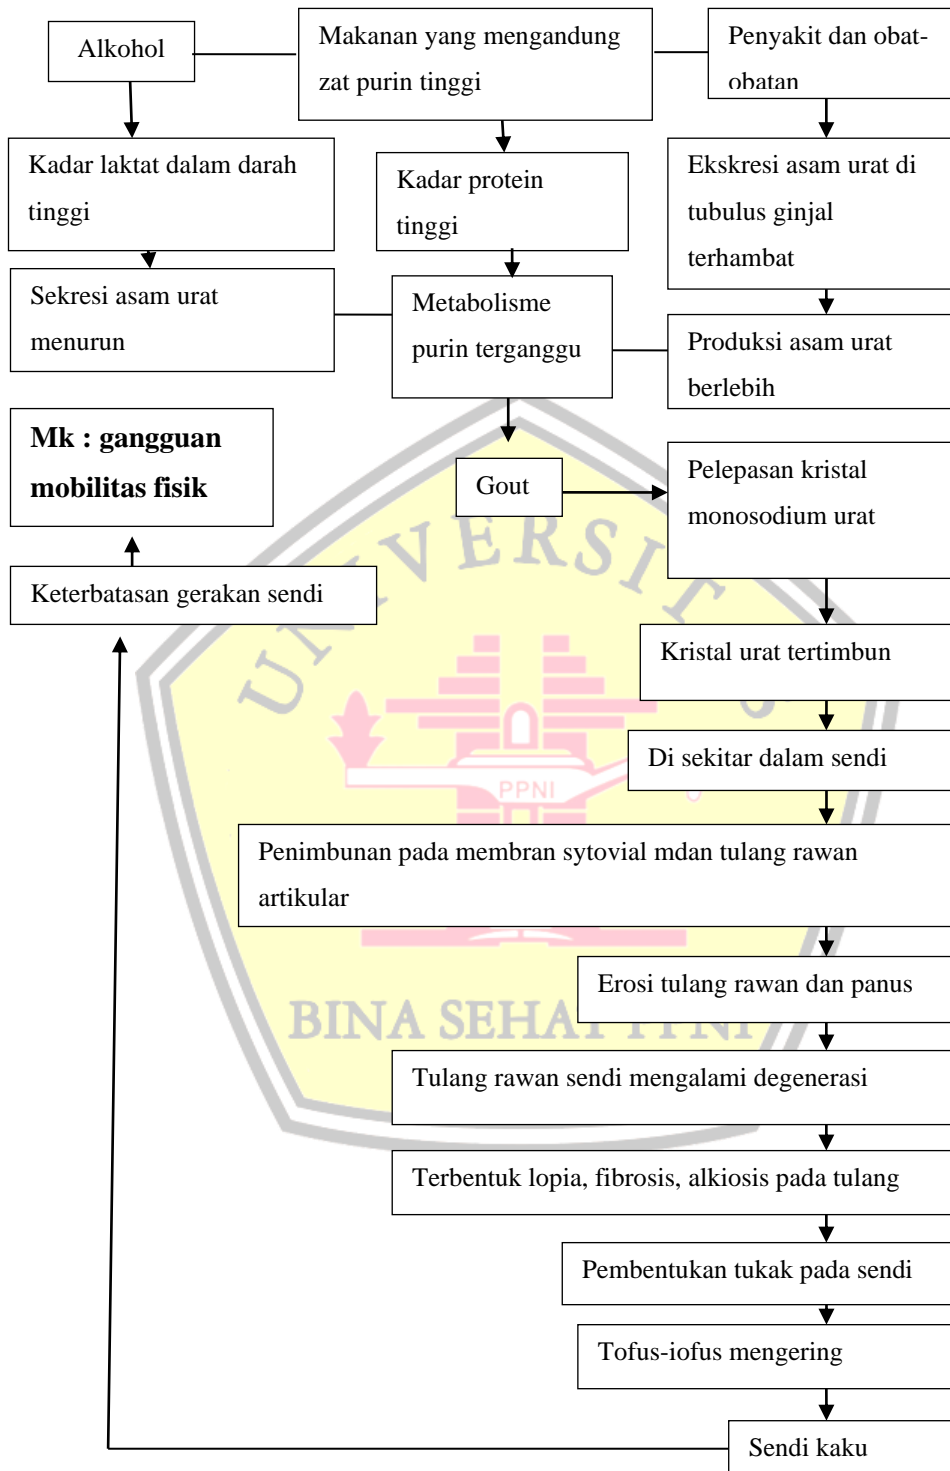 Alkohol
Makanan yang mengandung
zat purin tinggi
Penyakit dan obat-
obatan
Kadar laktat dalam darah
tinggi
Kadar protein
tinggi
Ekskresi asam urat di
tubulus ginjal
terhambat
Sekresi asam urat
menurun
Metabolisme
purin terganggu
Produksi asam urat
berlebih
Mk : gangguan
mobilitas fisik
Gout
Pelepasan kristal
monosodium urat
Keterbatasan gerakan sendi
Kristal urat tertimbun
Di sekitar dalam sendi
PPNI
Penimbunan pada membran sytovial mdan tulang rawan
artikular
Erosi tulang rawan dan panus
UNIVERSIT S
BINA SEHAT PPNI
Tulang rawan sendi mengalami degenerasi
Terbentuk lopia, fibrosis, alkiosis pada tulang
Pembentukan tukak pada sendi
Tofus-iofus mengering
Sendi kaku